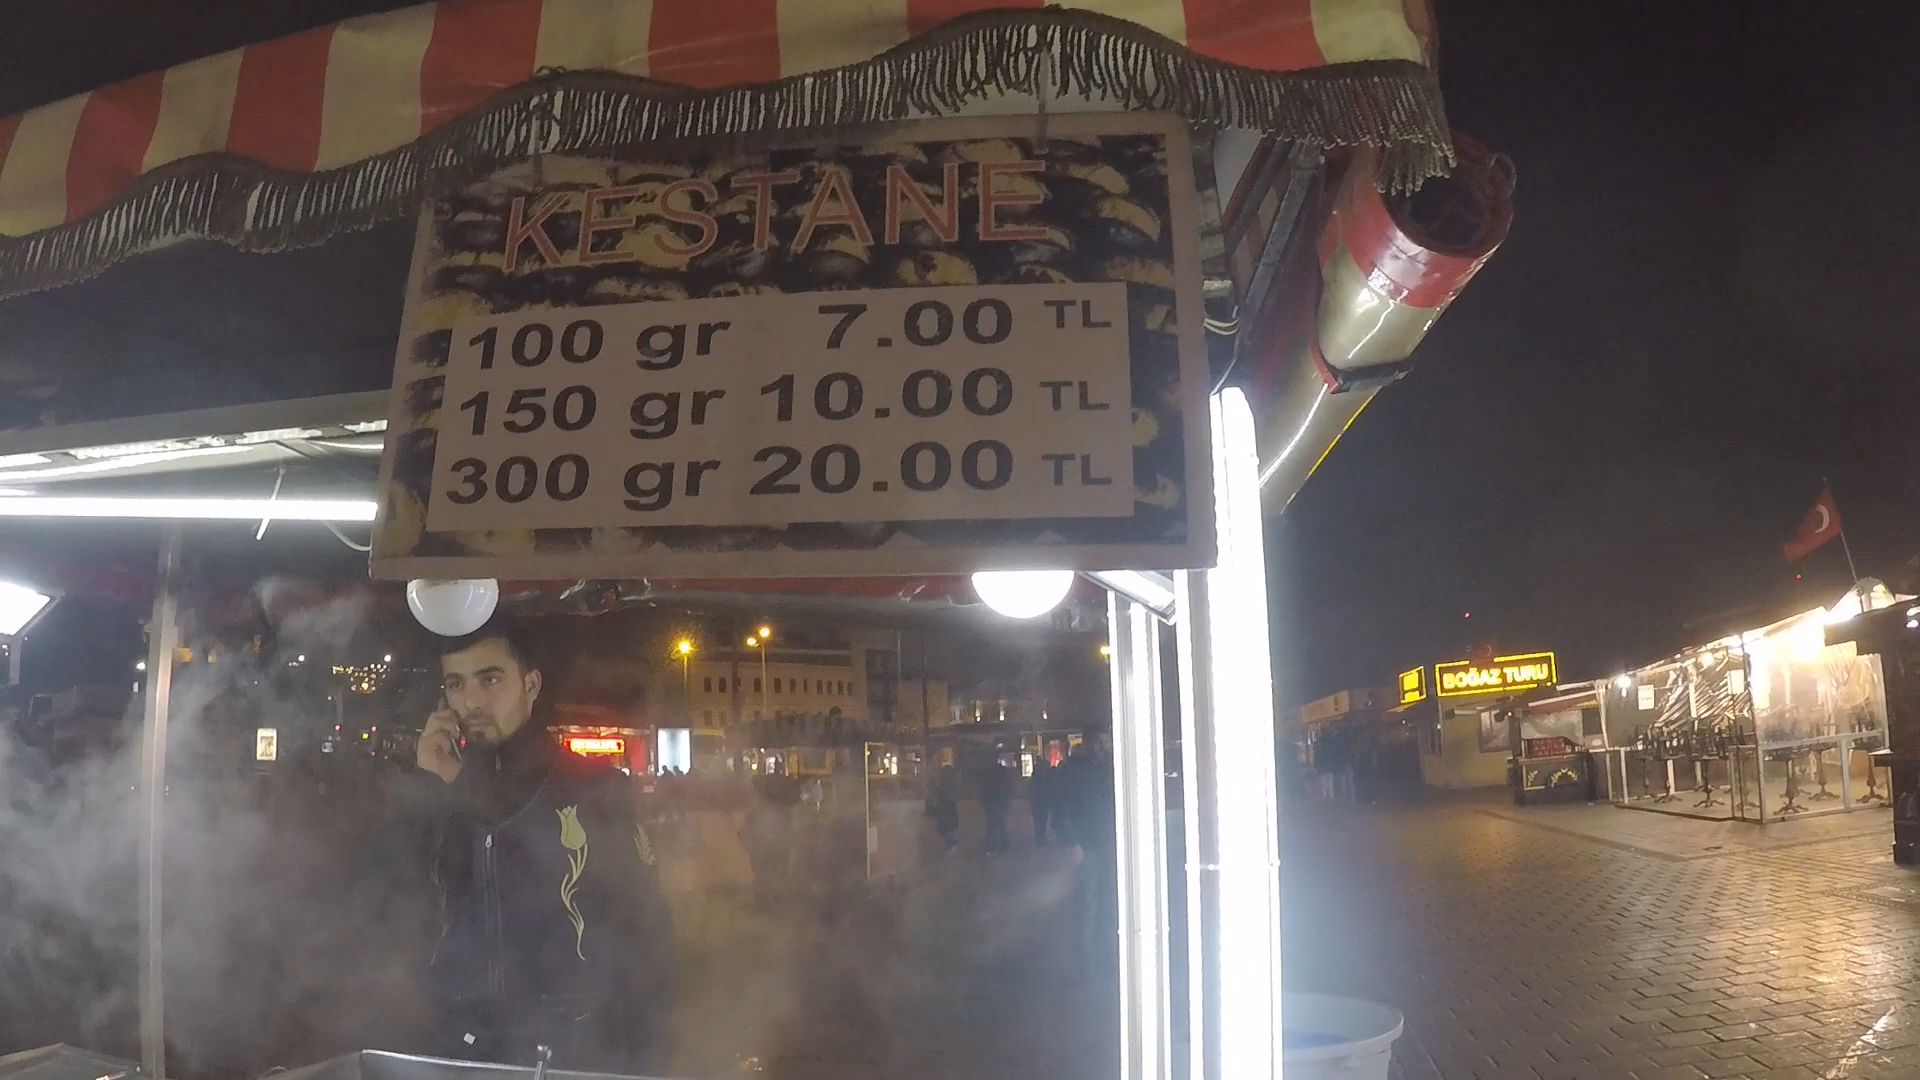 KESTANE
100 gr 7.00 TL
150 gr 10.00 TL
300 gr 20.00 TL
BOĞAZ TURU